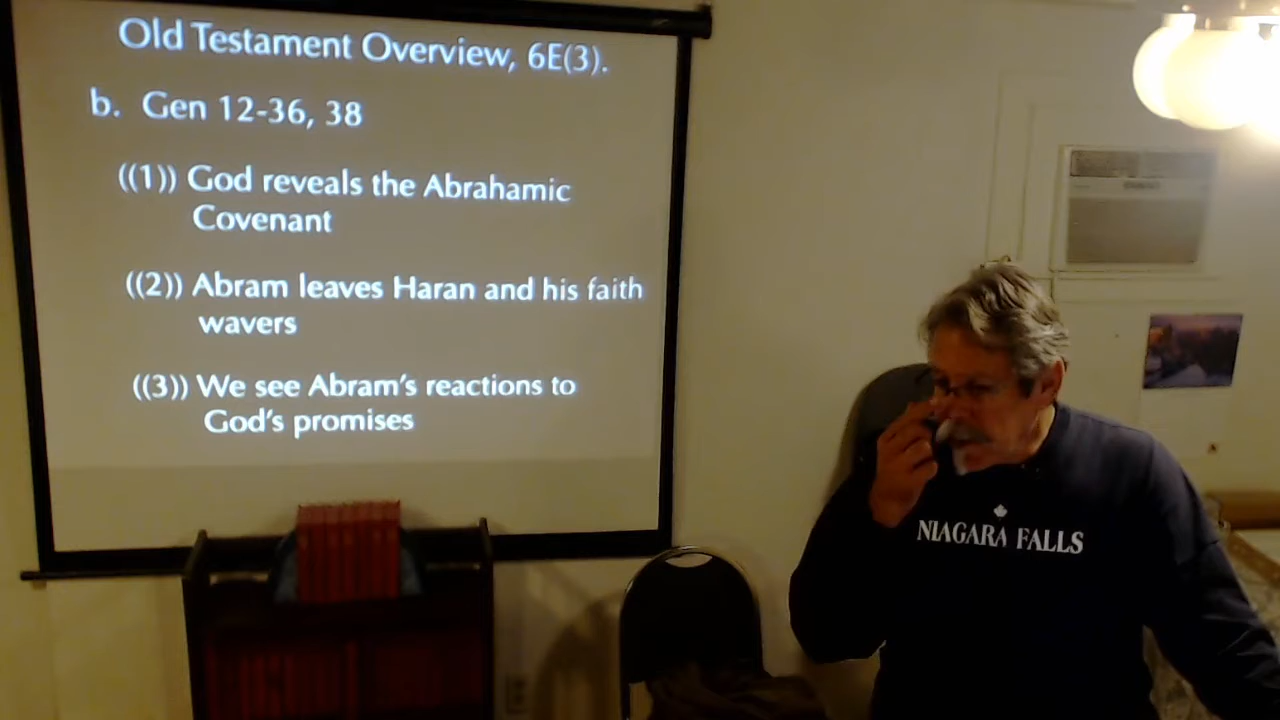 Old Testament Overview, 6E(3).
b. Gen 12-36, 38
((1)) God reveals the Abrahamic
Covenant
((2)) Abram leaves Haran and his faith
wavers
((3)) We see Abram's reactions to
God's promises
NIAGARA FALLS